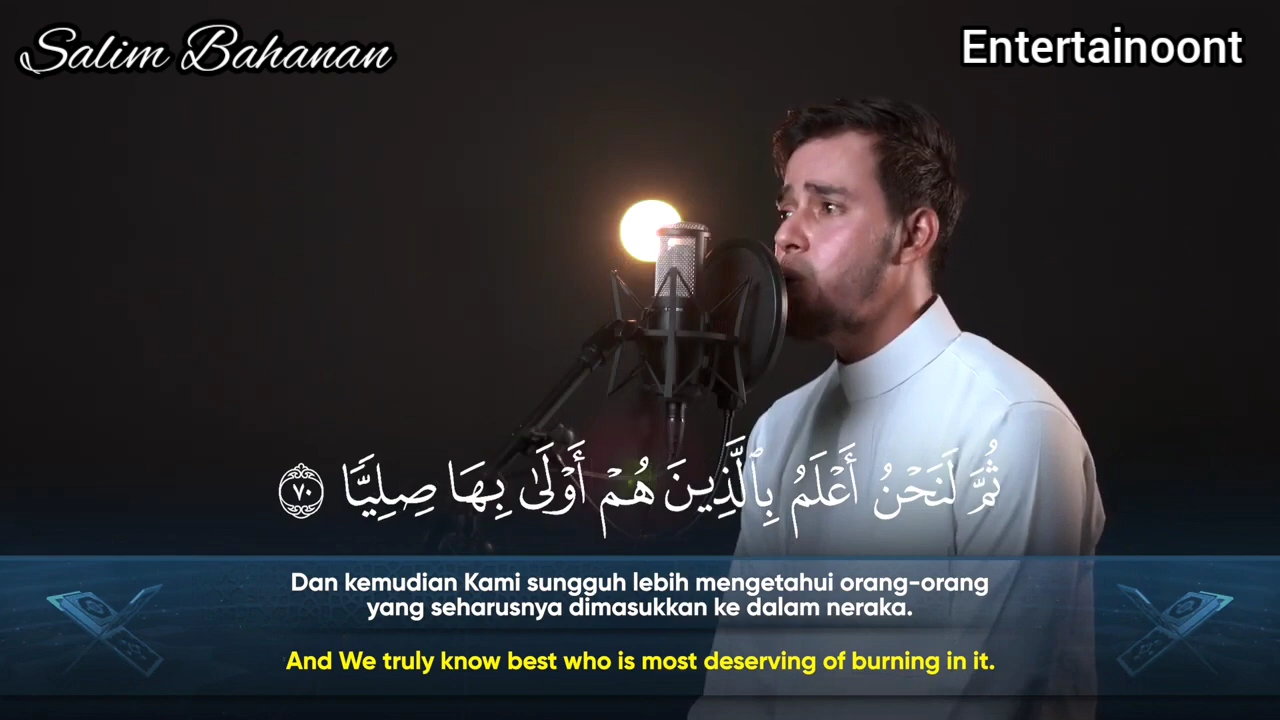 Salim Bahanan
Entertainoont
ثُمَّ لَنَحْنُ أَعْلَمُ بِٱلَّذِينَ هُمْ أَوْلَىٰ بِهَا صِلِيًّا ٧٠
Dan kemudian Kami sungguh lebih mengetahui orang-orang
yang seharusnya dimasukkan ke dalam neraka.
And We truly know best who is most deserving of burning in it.